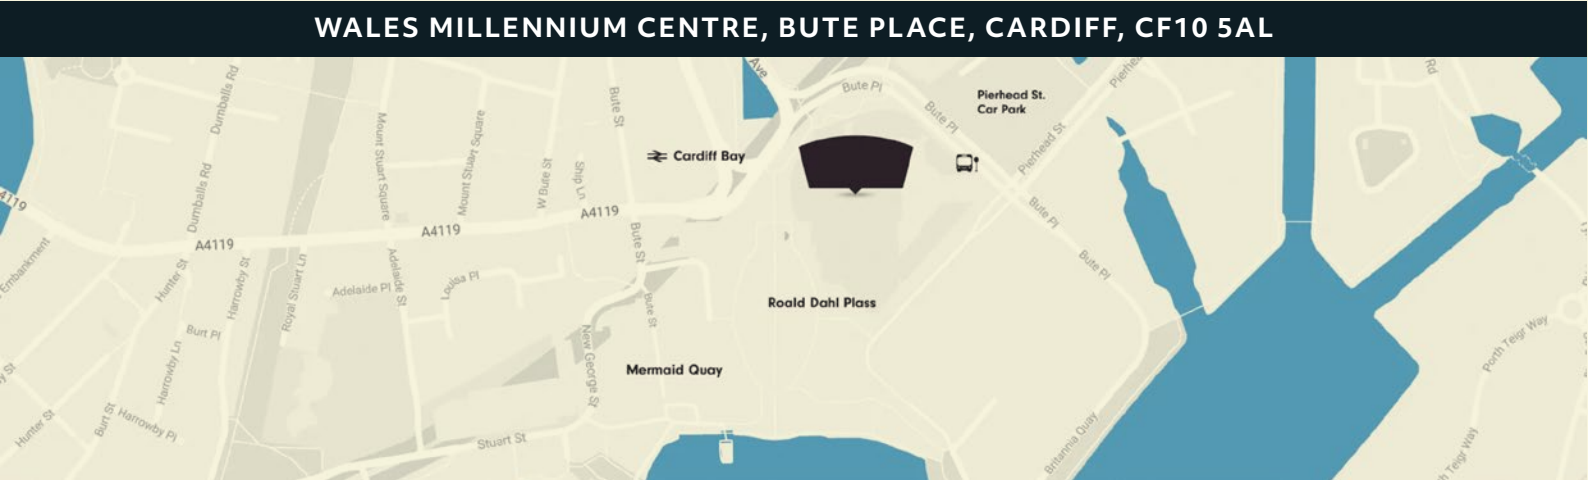 WALES MILLENNIUM CENTRE, BUTE PLACE, CARDIFF, CF10 5AL
Ave
Bute Pl
Pierhead St.
Car Park
Rd
Dumballs Rd
Bute St
Mount Stuart Square
Mount Stuart Square
Bute Pl
Pierhead St
Cardiff Bay
W Bute St
Ship Ln
Dumballs Rd
A4119
A4119
A4119
A4119
Bute Pl
Bute St
Embankment
Hunter St
Harrowby St
Royal Stuart Ln
Adelaide Pl
Adelaide St
Louisa Pl
Bute Pl
Bute St
Roald Dahl Plass
Burt Pl
Harrowby Ln
New George St
Mermaid Quay
Porth Teigr Way
Hunter St
Burt St
Harrowby Pl
Stuart St
Britannia Quay
Teigr Way